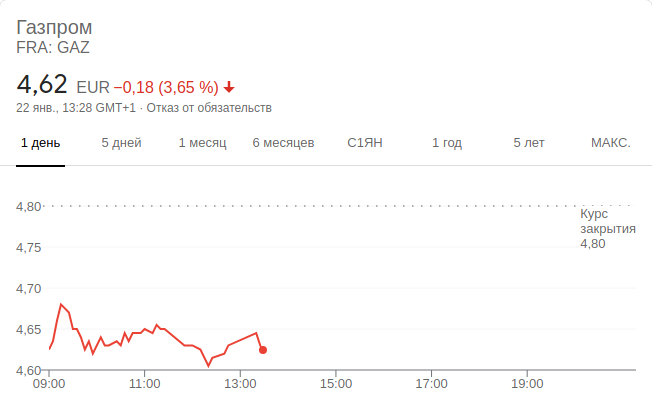 Газпром
FRA: GAZ
4,62 EUR −0,18 (3,65 %)
22 янв., 13:28 GMT+1 · Отказ от обязательств
1 день 5 дней 1 месяц 6 месяцев С1ЯН 1 год 5 лет МАКС.
4,80
Курс
закрытия
4,80
4,75
4,70
4,65
4,60
09:00 11:00 13:00 15:00 17:00 19:00